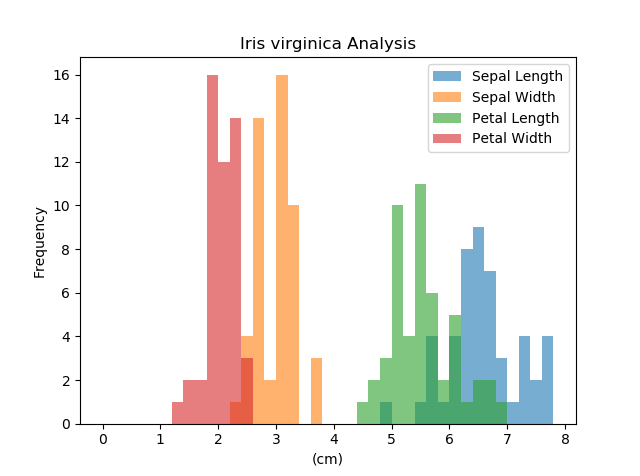 Iris virginica Analysis
Sepal Length
Sepal Width
Petal Length
Petal Width
Frequency
16
14
12
10
8
6
4
2
0
0 1 2 3 4 5 6 7 8
(cm)